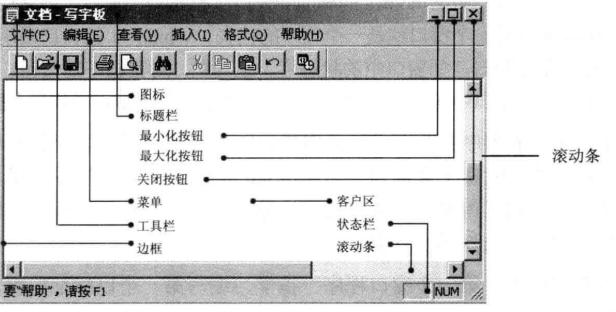 文档 - 写字板
文件(F) 编辑(E) 查看(V) 插入(I) 格式(O) 帮助(H)
图标
标题栏
最小化按钮
最大化按钮
滚动条
关闭按钮
菜单 客户区
工具栏 状态栏
边框 滚动条
要“帮助”，请按 F1 NUM